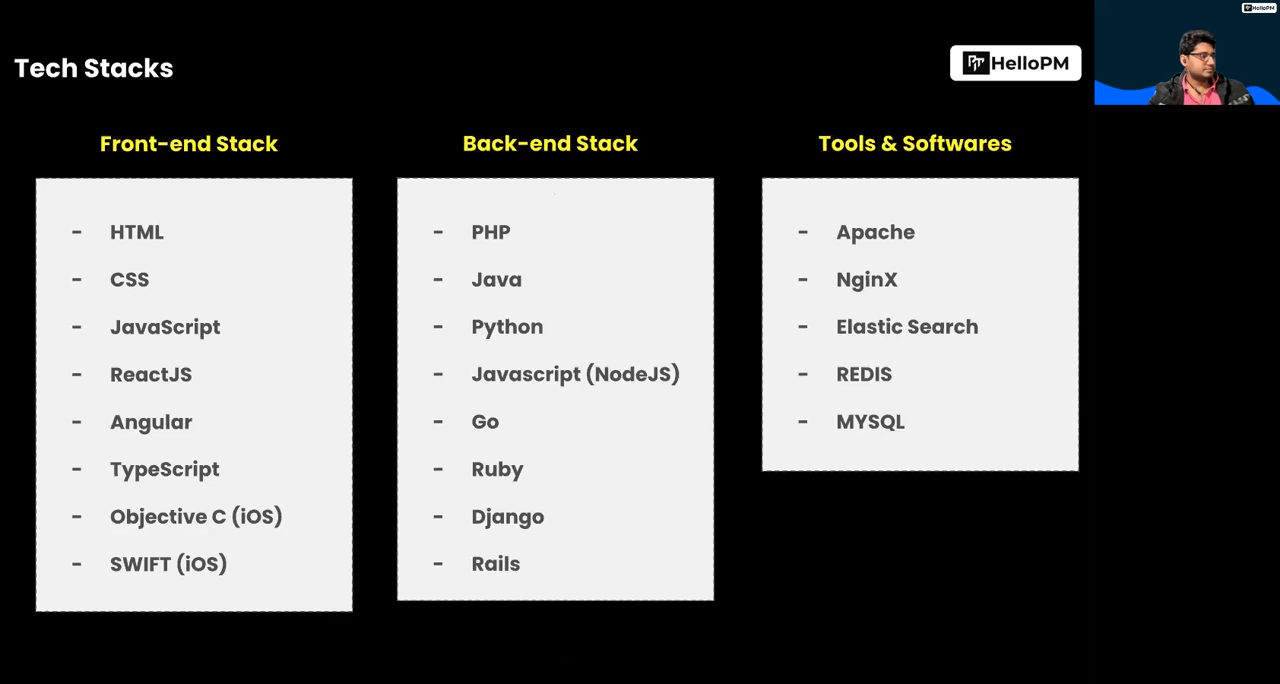 Tech Stacks
HelloPM
HelloPM
Front-end Stack
- HTML
- CSS
- JavaScript
- ReactJS
- Angular
- TypeScript
- Objective C (iOS)
- SWIFT (iOS)
Back-end Stack
- PHP
- Java
- Python
- Javascript (NodeJS)
- Go
- Ruby
- Django
- Rails
Tools & Softwares
- Apache
- NginX
- Elastic Search
- REDIS
- MYSQL